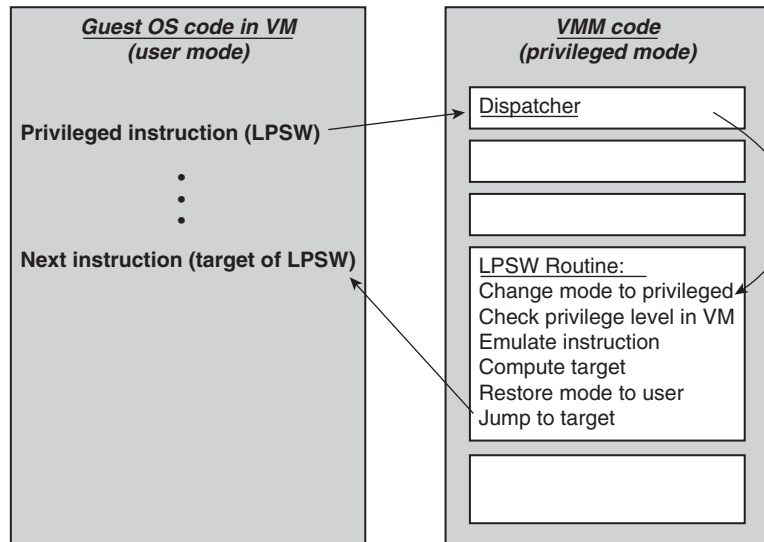 Guest OS code in VM
(user mode)
Privileged instruction (LPSW)
Next instruction (target of LPSW)
VMM code
(privileged mode)
Dispatcher
LPSW Routine:
Change mode to privileged
Check privilege level in VM
Emulate instruction
Compute target
Restore mode to user
Jump to target